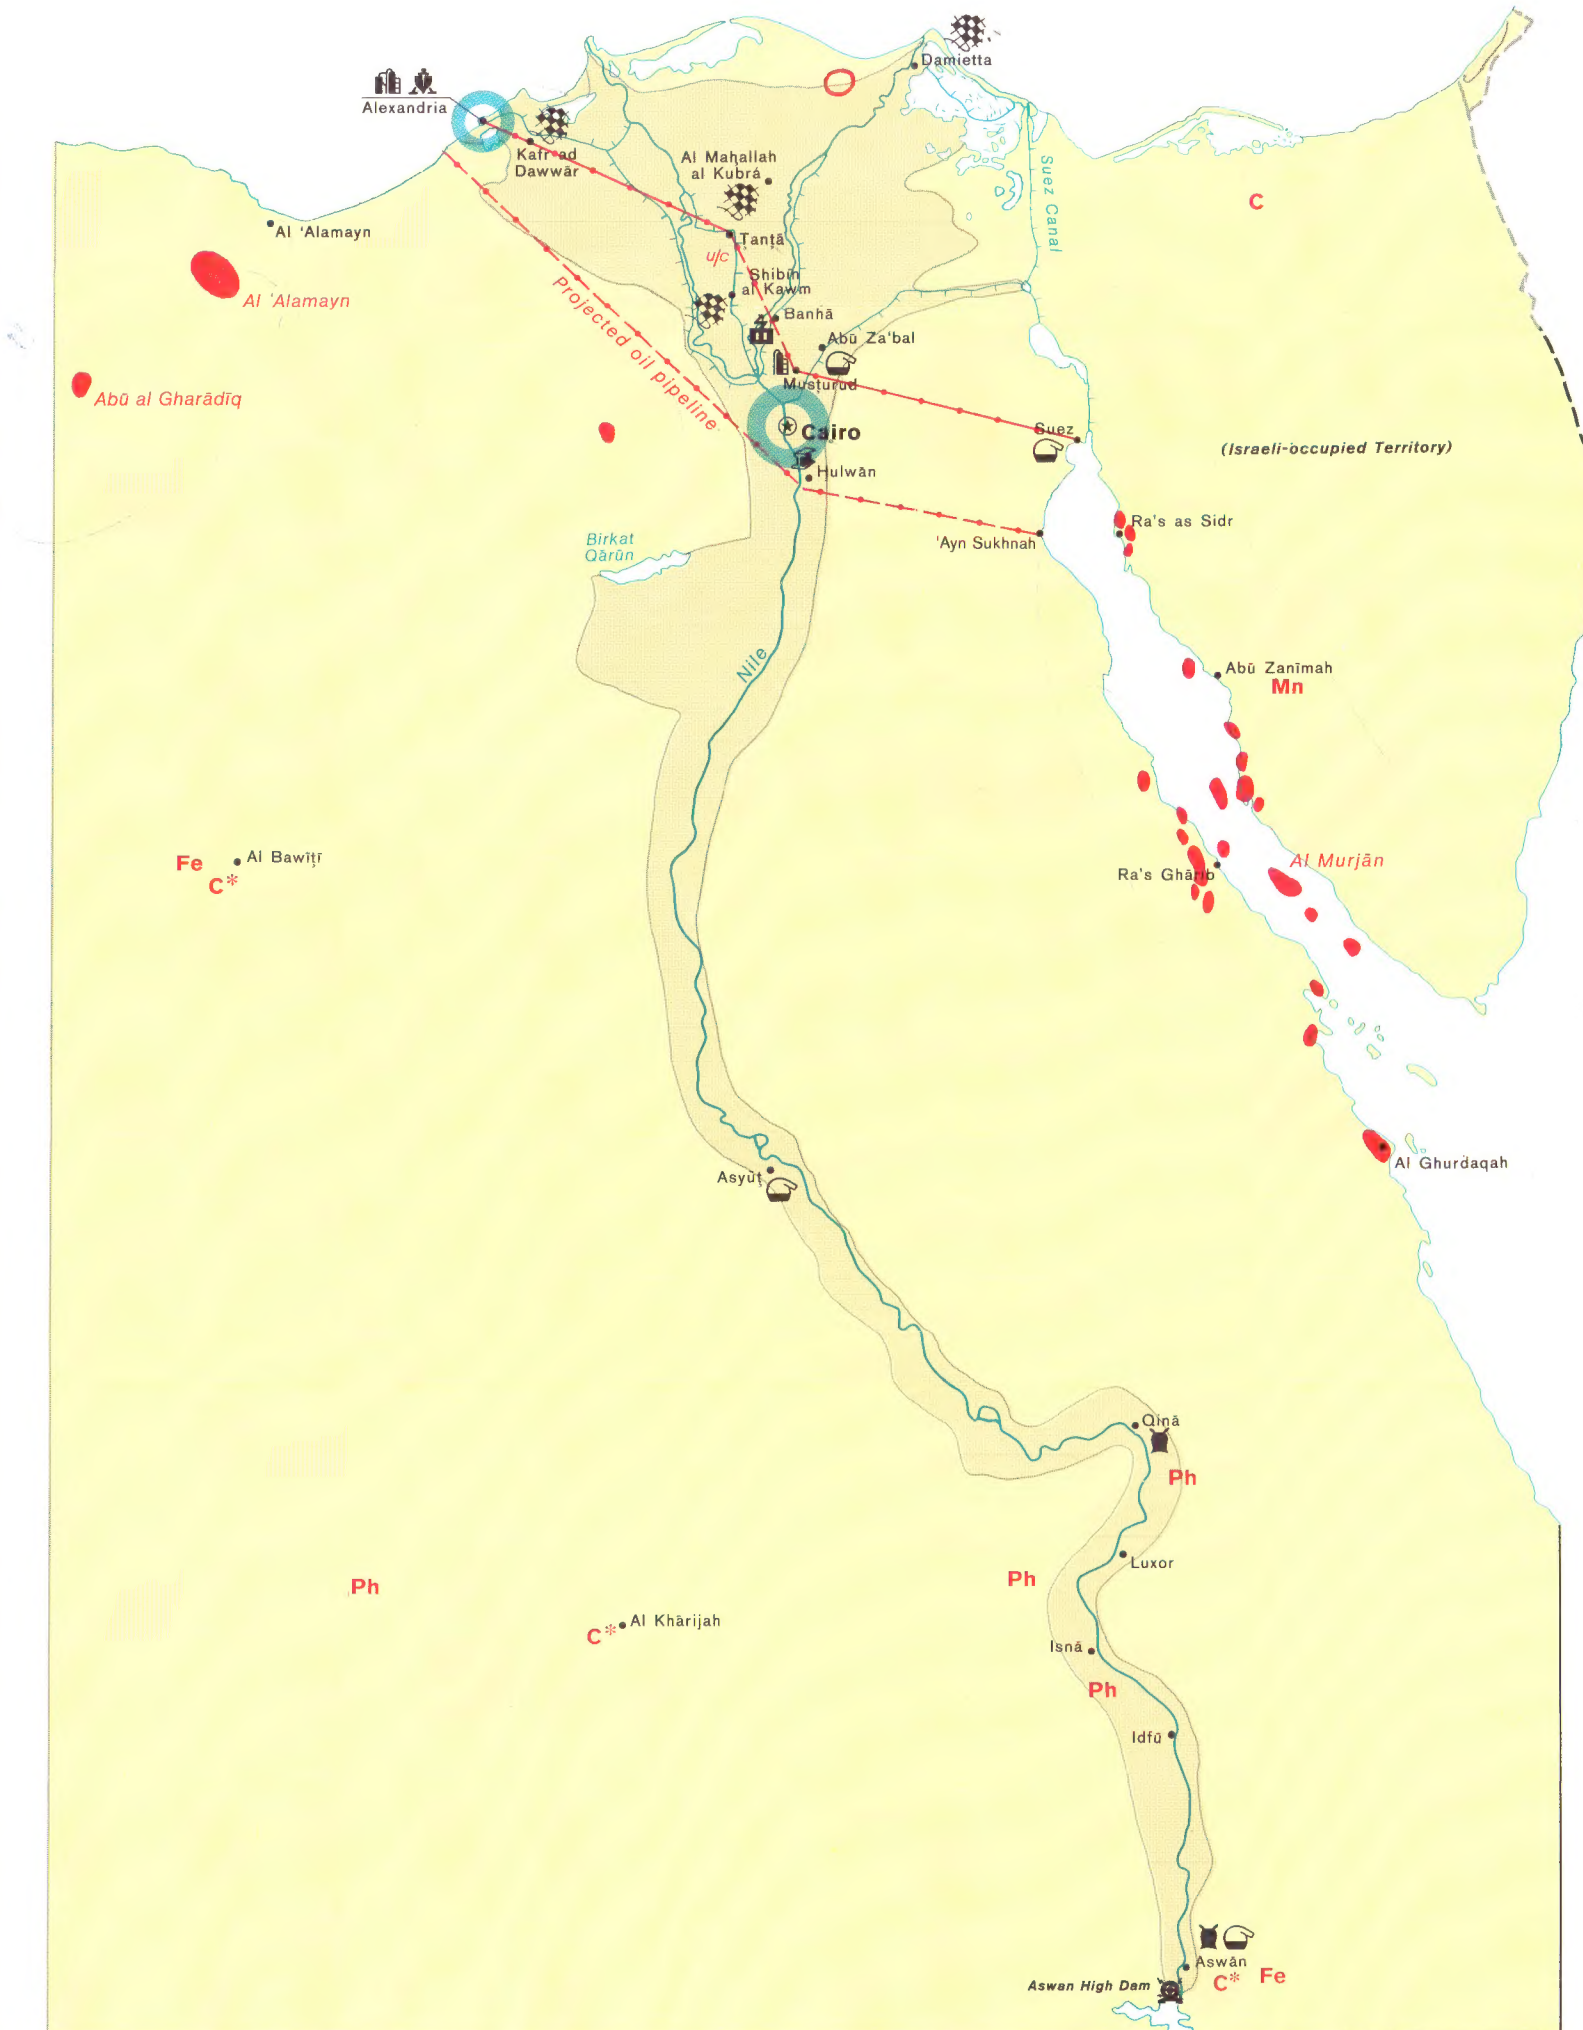 Damietta
Alexandria
Kafr ad
Dawwār
Al Maḥallah
al Kubrá
Suez Canal
C
Al 'Alamayn
Ṭanṭā
u/c
Shibīn
al Kawm
Al 'Alamayn
Projected oil pipeline
Banhā
Abū Za'bal
Musṭurud
Abū al Gharādīq
Cairo
Suez
(Israeli-occupied Territory)
Ḥulwān
Ra's as Sidr
'Ayn Sukhnah
Birkat
Qārūn
Nile
Abū Zanīmah
Mn
Fe
Al Bawīṭī
C*
Al Murjān
Ra's Ghārib
Al Ghurdaqah
Asyūṭ
Qinā
Ph
Luxor
Ph
Ph
Al Khārijah
C*
Isnā
Ph
Idfū
Aswān
Fe
C*
Aswan High Dam